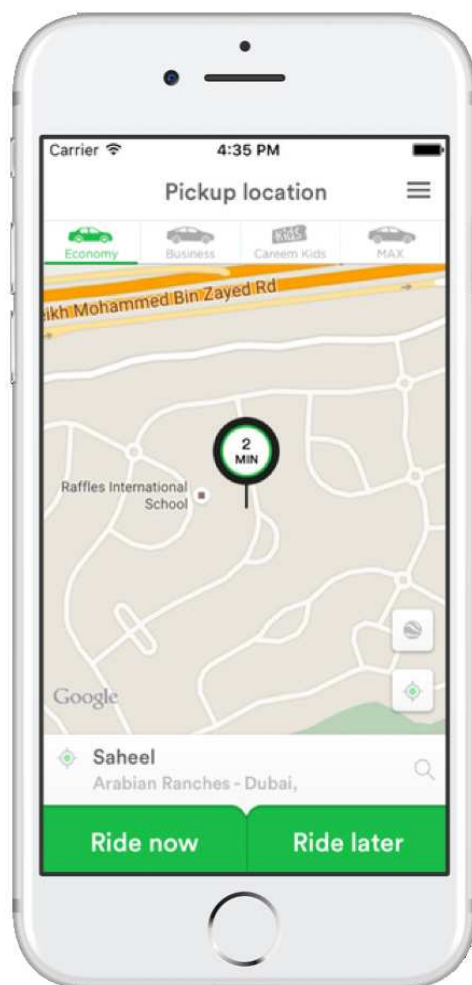 Carrier
4:35 PM
Pickup location
Economy
Business
KiDS
Careem Kids
MAX
eikh Mohammed Bin Zayed Rd
2
MIN
Raffles International
School
Google
Saheel
Arabian Ranches - Dubai,
Ride now
Ride later